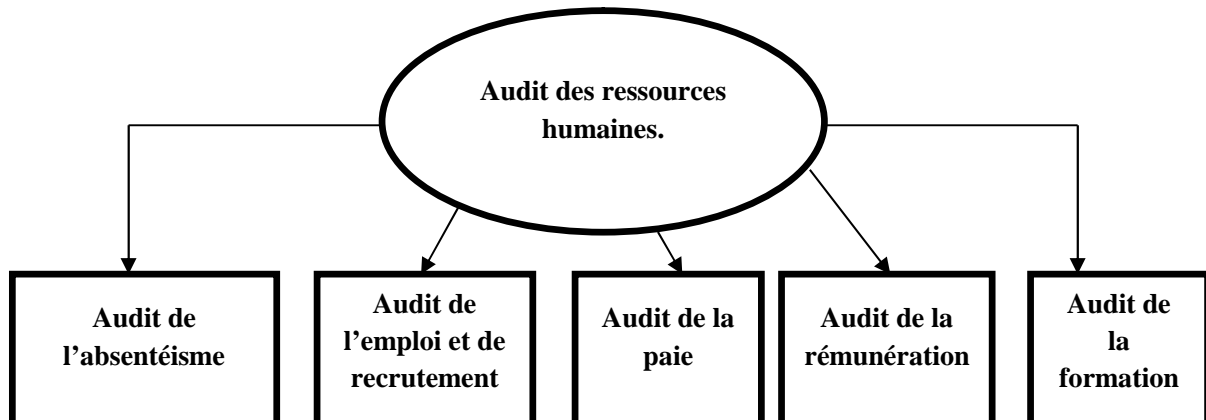 Audit des ressources
humaines.
Audit de
l’absentéisme
Audit de
l’emploi et de
recrutement
Audit de la
paie
Audit de la
rémunération
Audit de
la
formation